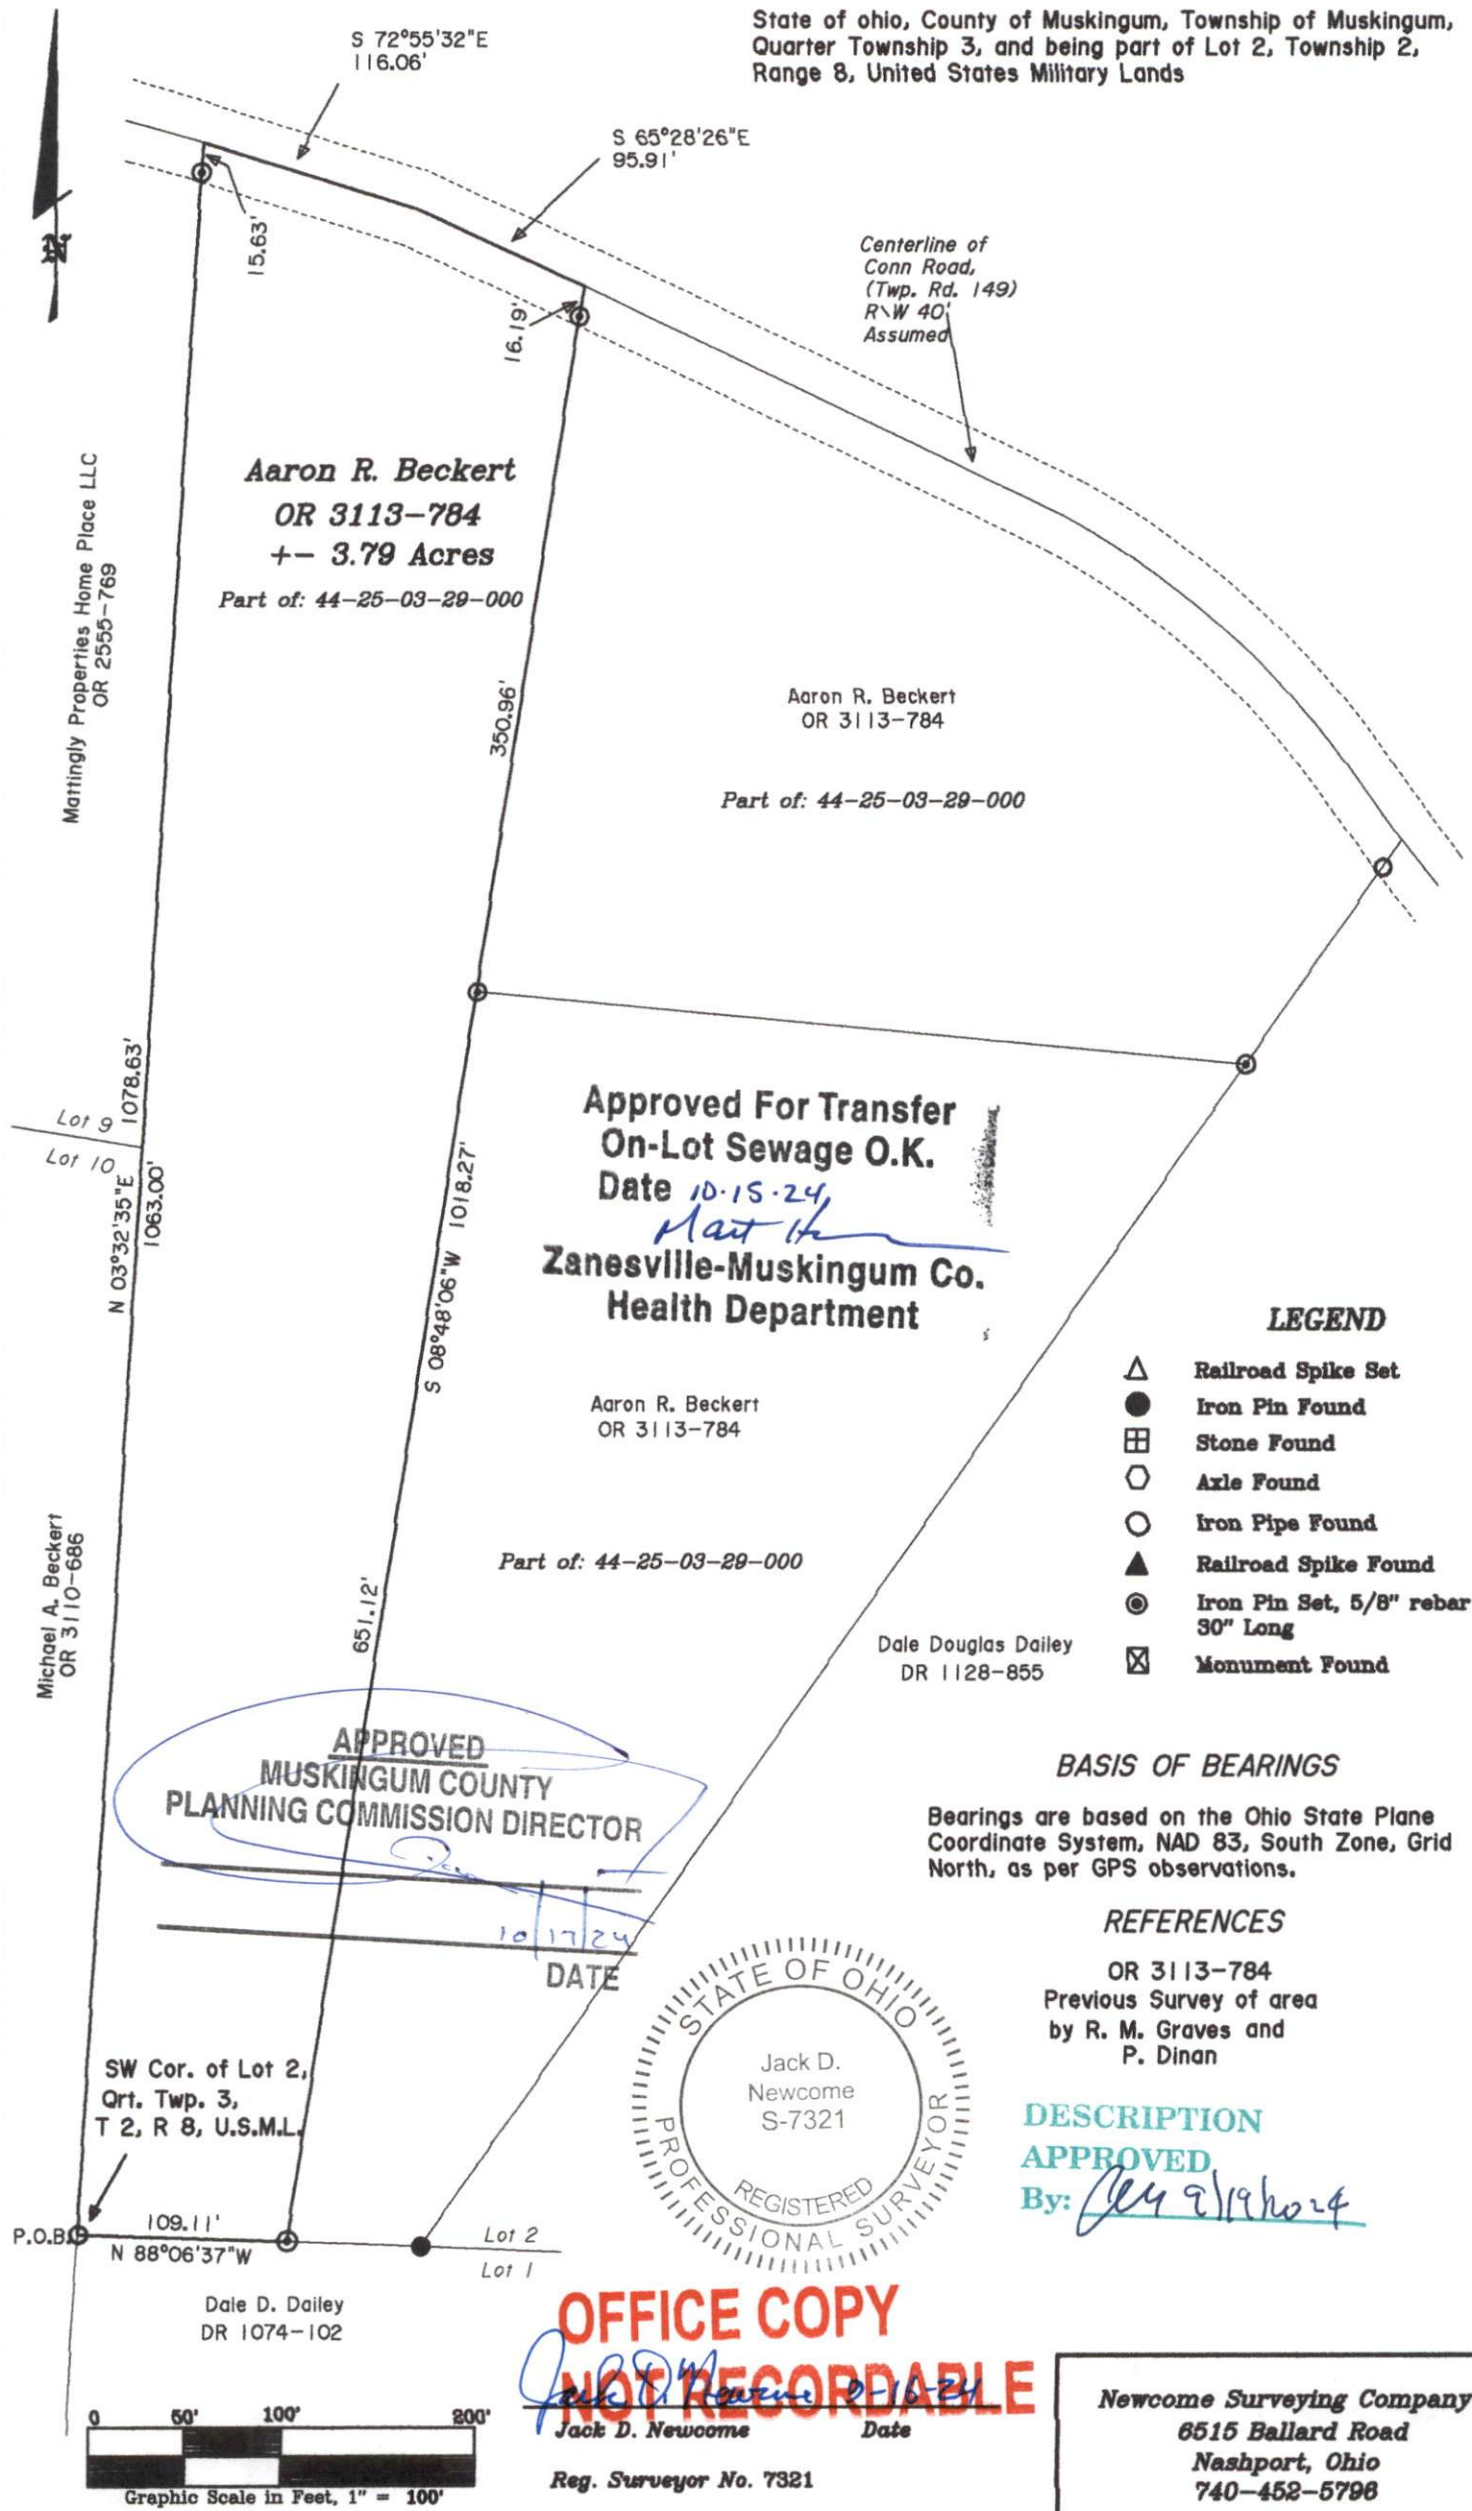 State of ohio, County of Muskingum, Township of Muskingum,
Quarter Township 3, and being part of Lot 2, Township 2,
Range 8, United States Military Lands
S 72°55'32"E
116.06'
S 65°28'26"E
95.91'
N
15.63'
16.19'
Centerline of
Conn Road,
(Twp. Rd. 149)
R\W 40'
Assumed
Mattingly Properties Home Place LLC
OR 2555-769
Aaron R. Beckert
OR 3113-784
+- 3.79 Acres
Part of: 44-25-03-29-000
350.96'
Aaron R. Beckert
OR 3113-784
Part of: 44-25-03-29-000
1078.63'
Lot 9
Lot 10
N 03°32'35"E
1063.00'
S 08°48'06"W 1018.27'
Approved For Transfer
On-Lot Sewage O.K.
Date 10.15.24
Zanesville-Muskingum Co.
Health Department
Aaron R. Beckert
OR 3113-784
Part of: 44-25-03-29-000
LEGEND
Railroad Spike Set
Iron Pin Found
Stone Found
Axle Found
Iron Pipe Found
Railroad Spike Found
Iron Pin Set, 5/8" rebar
30" Long
Monument Found
Michael A. Beckert
OR 3110-686
651.12'
Dale Douglas Dailey
DR 1128-855
APPROVED
MUSKINGUM COUNTY
PLANNING COMMISSION DIRECTOR
10/17/24
DATE
BASIS OF BEARINGS
Bearings are based on the Ohio State Plane
Coordinate System, NAD 83, South Zone, Grid
North, as per GPS observations.
REFERENCES
OR 3113-784
Previous Survey of area
by R. M. Graves and
P. Dinan
STATE OF OHIO
Jack D.
Newcome
S-7321
REGISTERED
PROFESSIONAL SURVEYOR
DESCRIPTION
APPROVED
By: 9/19/2024
SW Cor. of Lot 2,
Qrt. Twp. 3,
T 2, R 8, U.S.M.L.
P.O.B.
109.11'
N 88°06'37"W
Lot 2
Lot 1
Dale D. Dailey
DR 1074-102
OFFICE COPY
NOT RECORDABLE
Jack D. Newcome 9-16-24
Jack D. Newcome Date
Reg. Surveyor No. 7321
0 50' 100' 200'
Graphic Scale in Feet, 1" = 100'
Newcome Surveying Company
6515 Ballard Road
Nashport, Ohio
740-452-5796